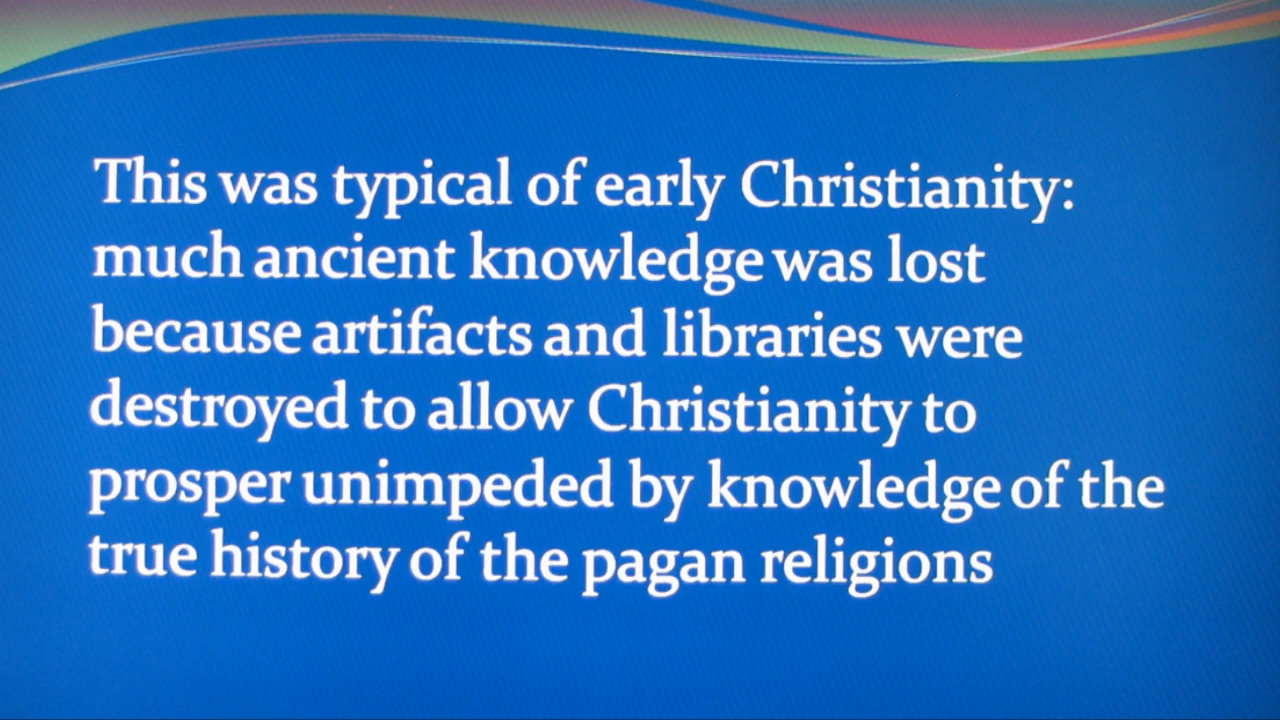 This was typical of early Christianity:
much ancient knowledge was lost
because artifacts and libraries were
destroyed to allow Christianity to
prosper unimpeded by knowledge of the
true history of the pagan religions